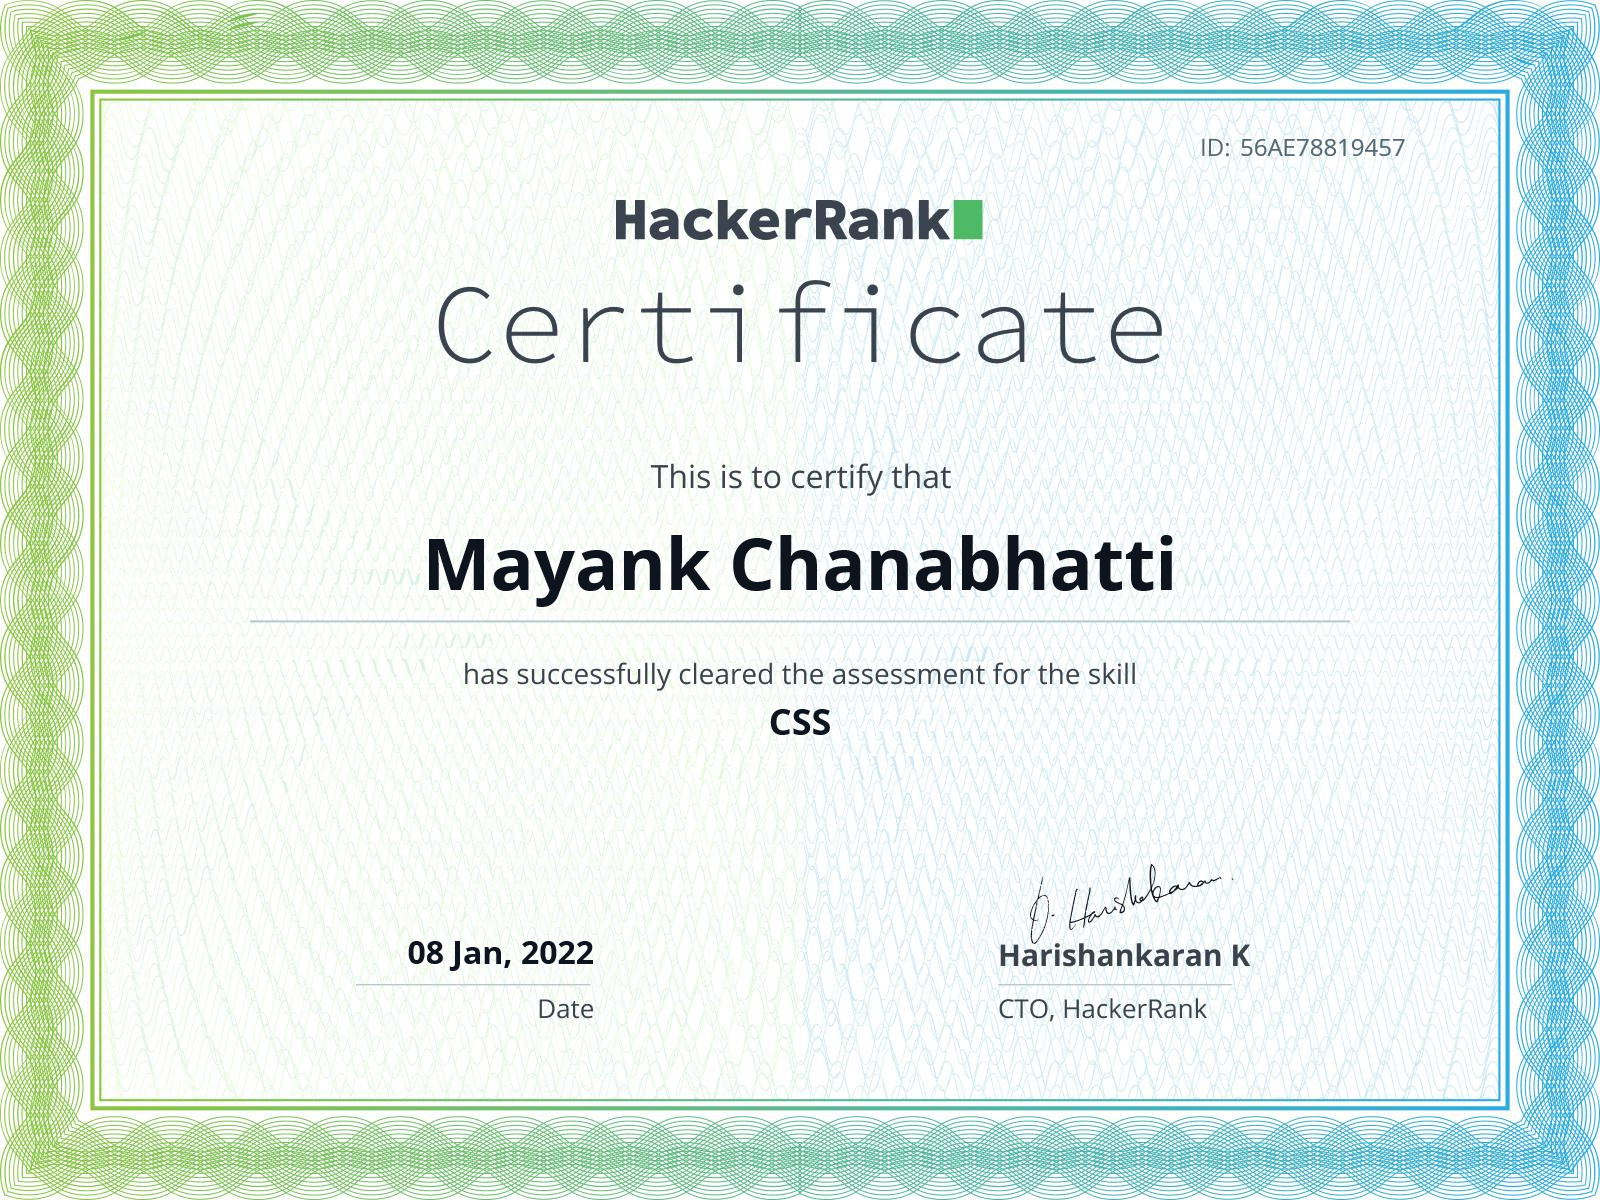 ID: 56AE78819457
HackerRank
Certificate
This is to certify that
Mayank Chanabhatti
has successfully cleared the assessment for the skill
CSS
08 Jan, 2022
Date
Harishankaran K
CTO, HackerRank